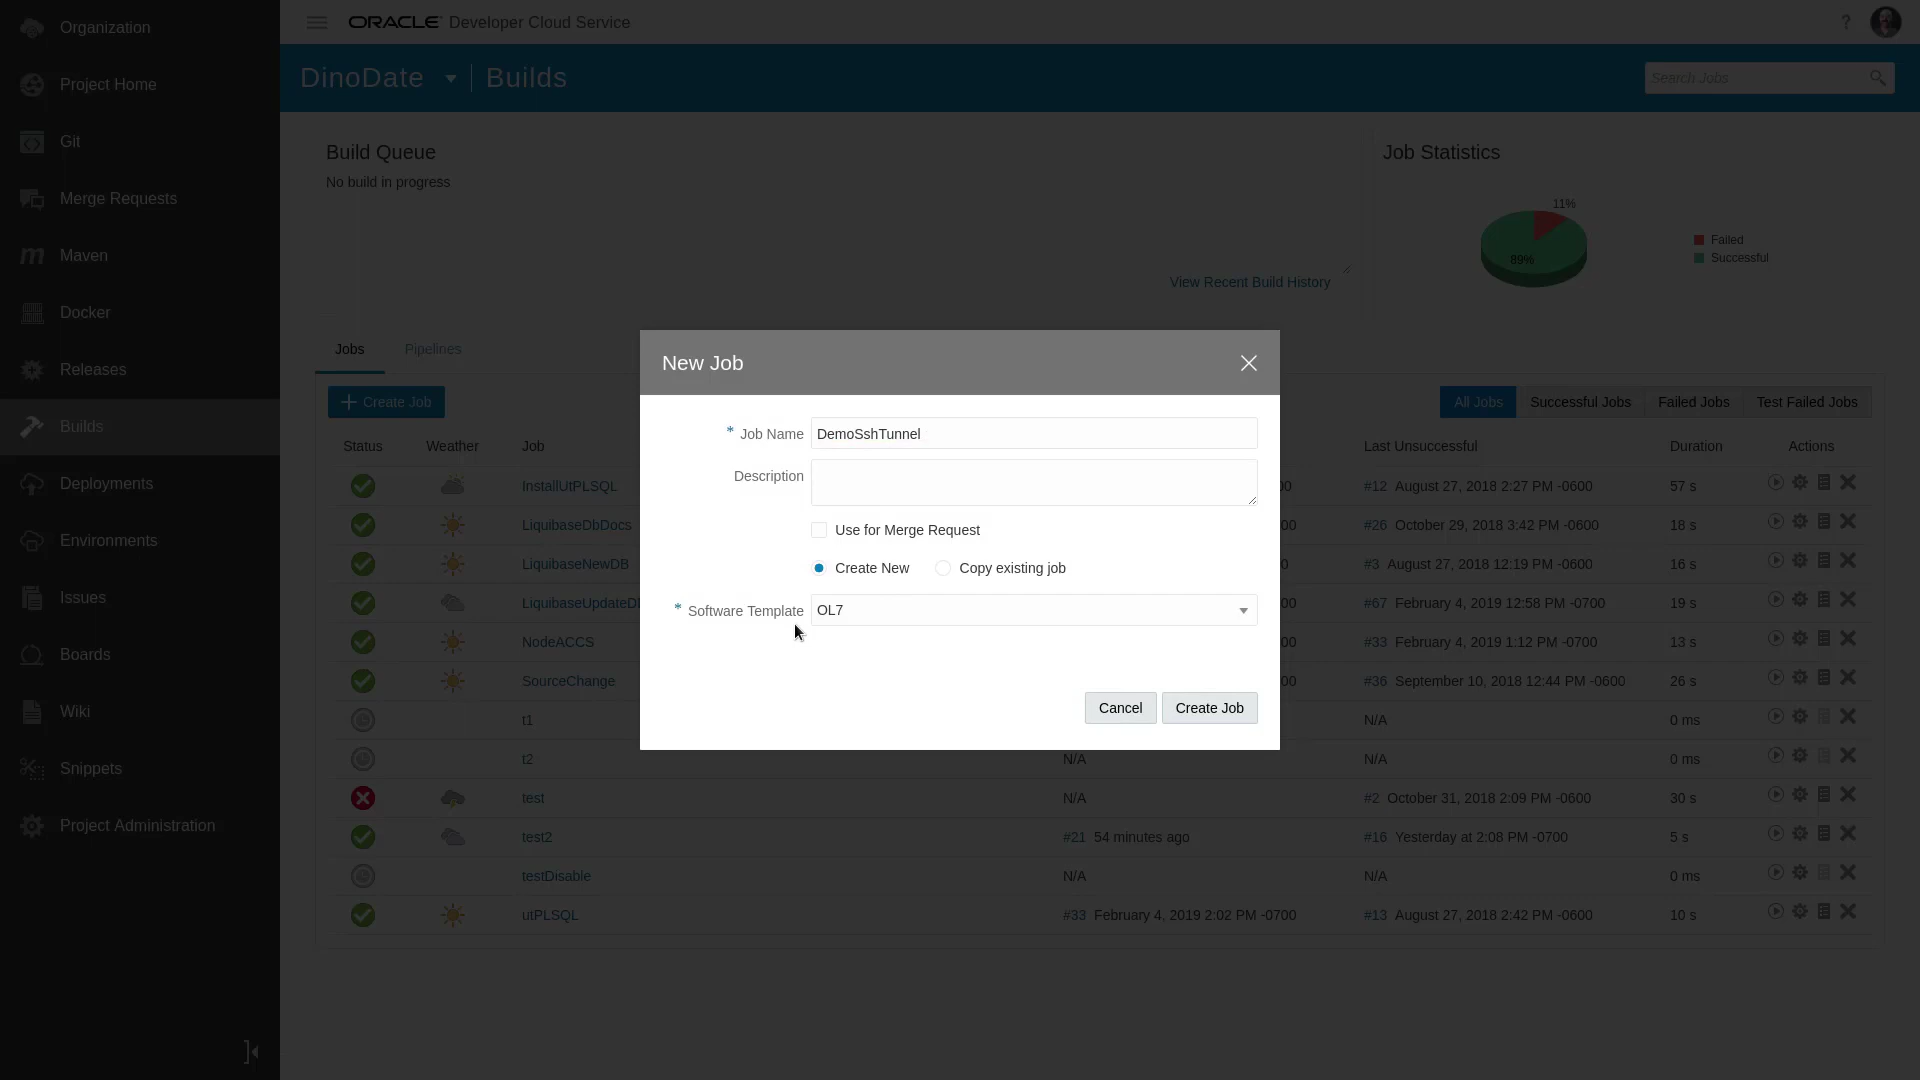 Organization
Project Home
Git
Merge Requests
Maven
Docker
Releases
Builds
Deployments
Environments
Issues
Boards
Wiki
Snippets
Project Administration
ORACLE Developer Cloud Service
?
DinoDate Builds
Search Jobs
Build Queue
No build in progress
View Recent Build History
Job Statistics
11%
89%
Failed
Successful
Jobs Pipelines
Create Job
All Jobs Successful Jobs Failed Jobs Test Failed Jobs
Status Weather Job Last Unsuccessful Duration Actions
InstallUtPLSQL 00 #12 August 27, 2018 2:27 PM -0600 57 s
LiquibaseDbDocs 00 #26 October 29, 2018 3:42 PM -0600 18 s
LiquibaseNewDB 0 #3 August 27, 2018 12:19 PM -0600 16 s
LiquibaseUpdateD 00 #67 February 4, 2019 12:58 PM -0700 19 s
NodeACCS 00 #33 February 4, 2019 1:12 PM -0700 13 s
SourceChange 00 #36 September 10, 2018 12:44 PM -0600 26 s
t1 N/A 0 ms
t2 N/A N/A 0 ms
test N/A #2 October 31, 2018 2:09 PM -0600 30 s
test2 #21 54 minutes ago #16 Yesterday at 2:08 PM -0700 5 s
testDisable N/A N/A 0 ms
utPLSQL #33 February 4, 2019 2:02 PM -0700 #13 August 27, 2018 2:42 PM -0600 10 s
New Job
* Job Name DemoSshTunnel
Description
Use for Merge Request
Create New Copy existing job
* Software Template OL7
Cancel Create Job